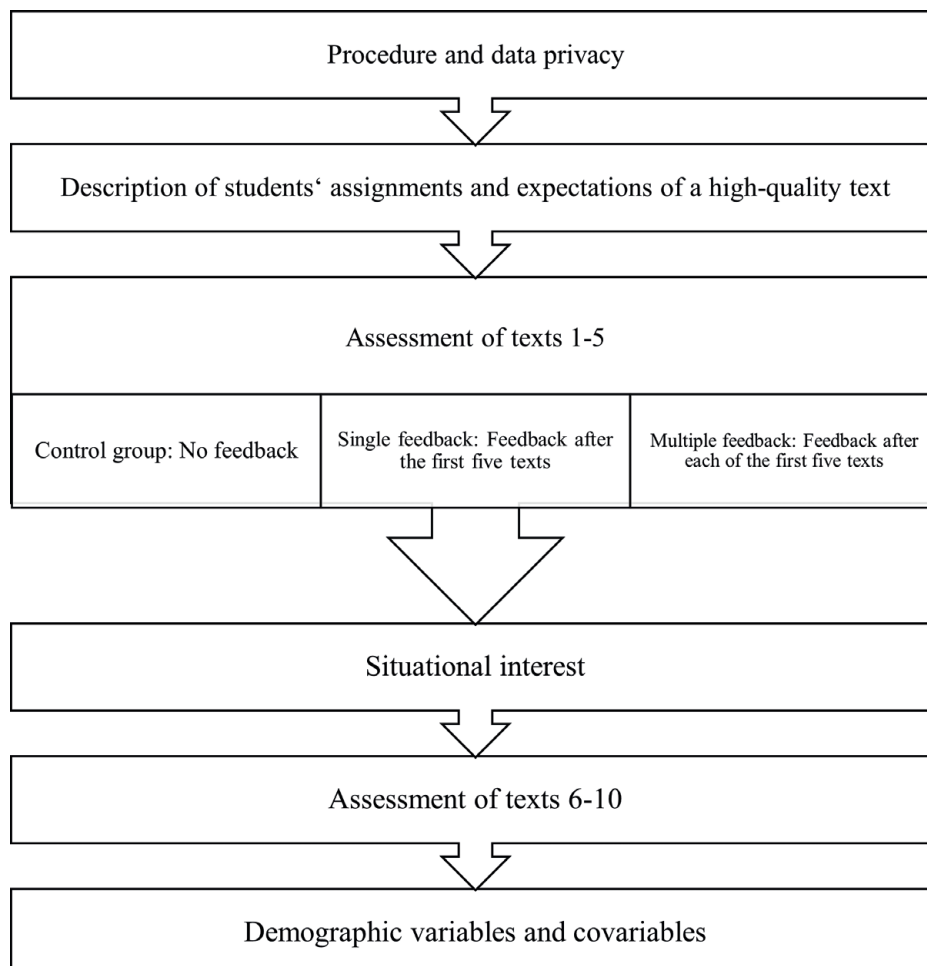 Procedure and data privacy
Description of students‘ assignments and expectations of a high-quality text
Assessment of texts 1-5
Control group: No feedback
Single feedback: Feedback after
the first five texts
Multiple feedback: Feedback after
each of the first five texts
Situational interest
Assessment of texts 6-10
Demographic variables and covariables